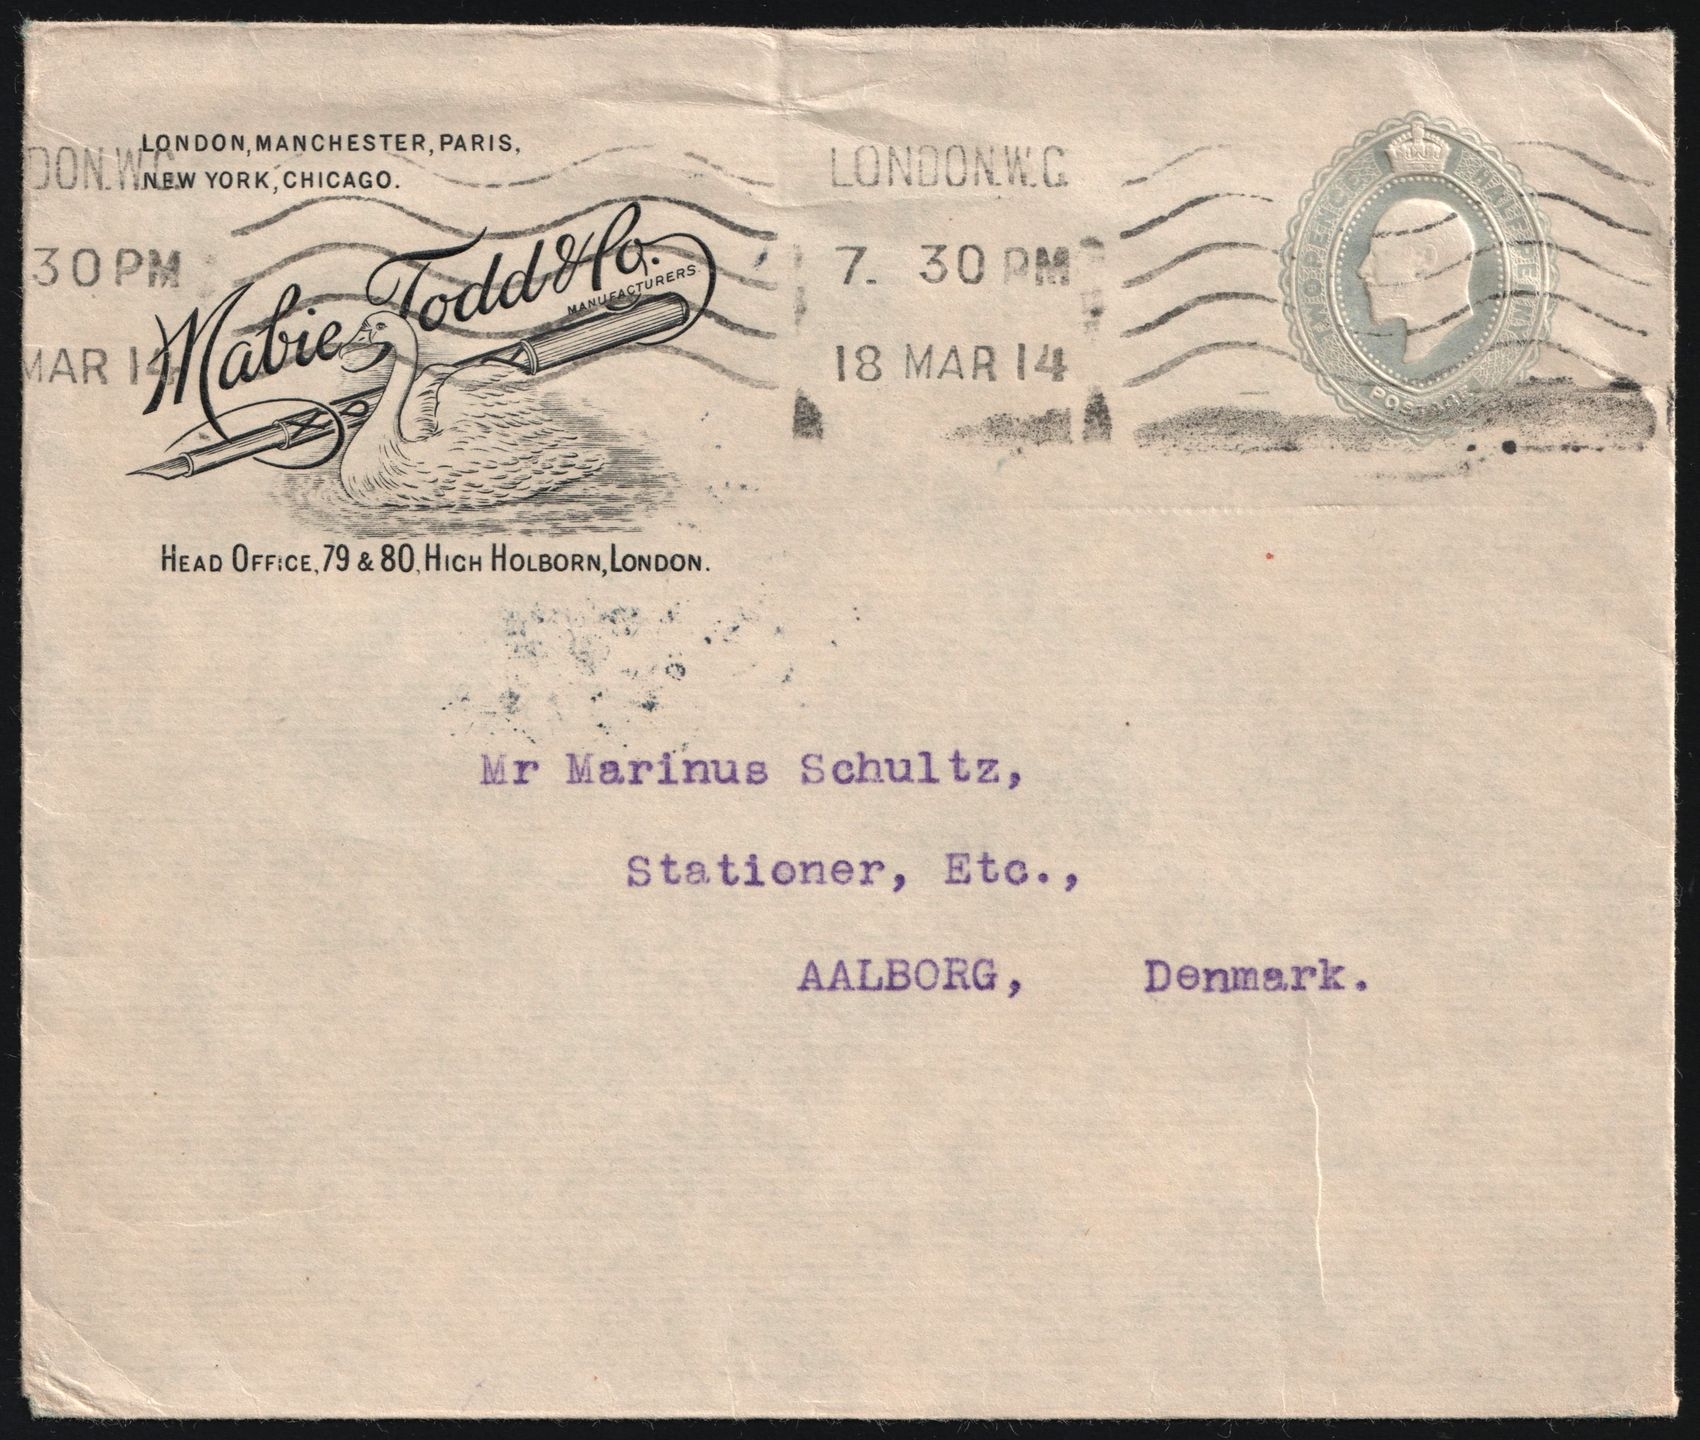 LONDON, MANCHESTER, PARIS,
NEW YORK, CHICAGO.
Mabie Todd & Co.
MANUFACTURERS.
HEAD OFFICE, 79 & 80, HIGH HOLBORN, LONDON.
DON.W.C.
30 PM
MAR 14
LONDON.W.C.
7. 30 PM
18 MAR 14
POSTAGE
Mr Marinus Schultz,
Stationer, Etc.,
AALBORG, Denmark.